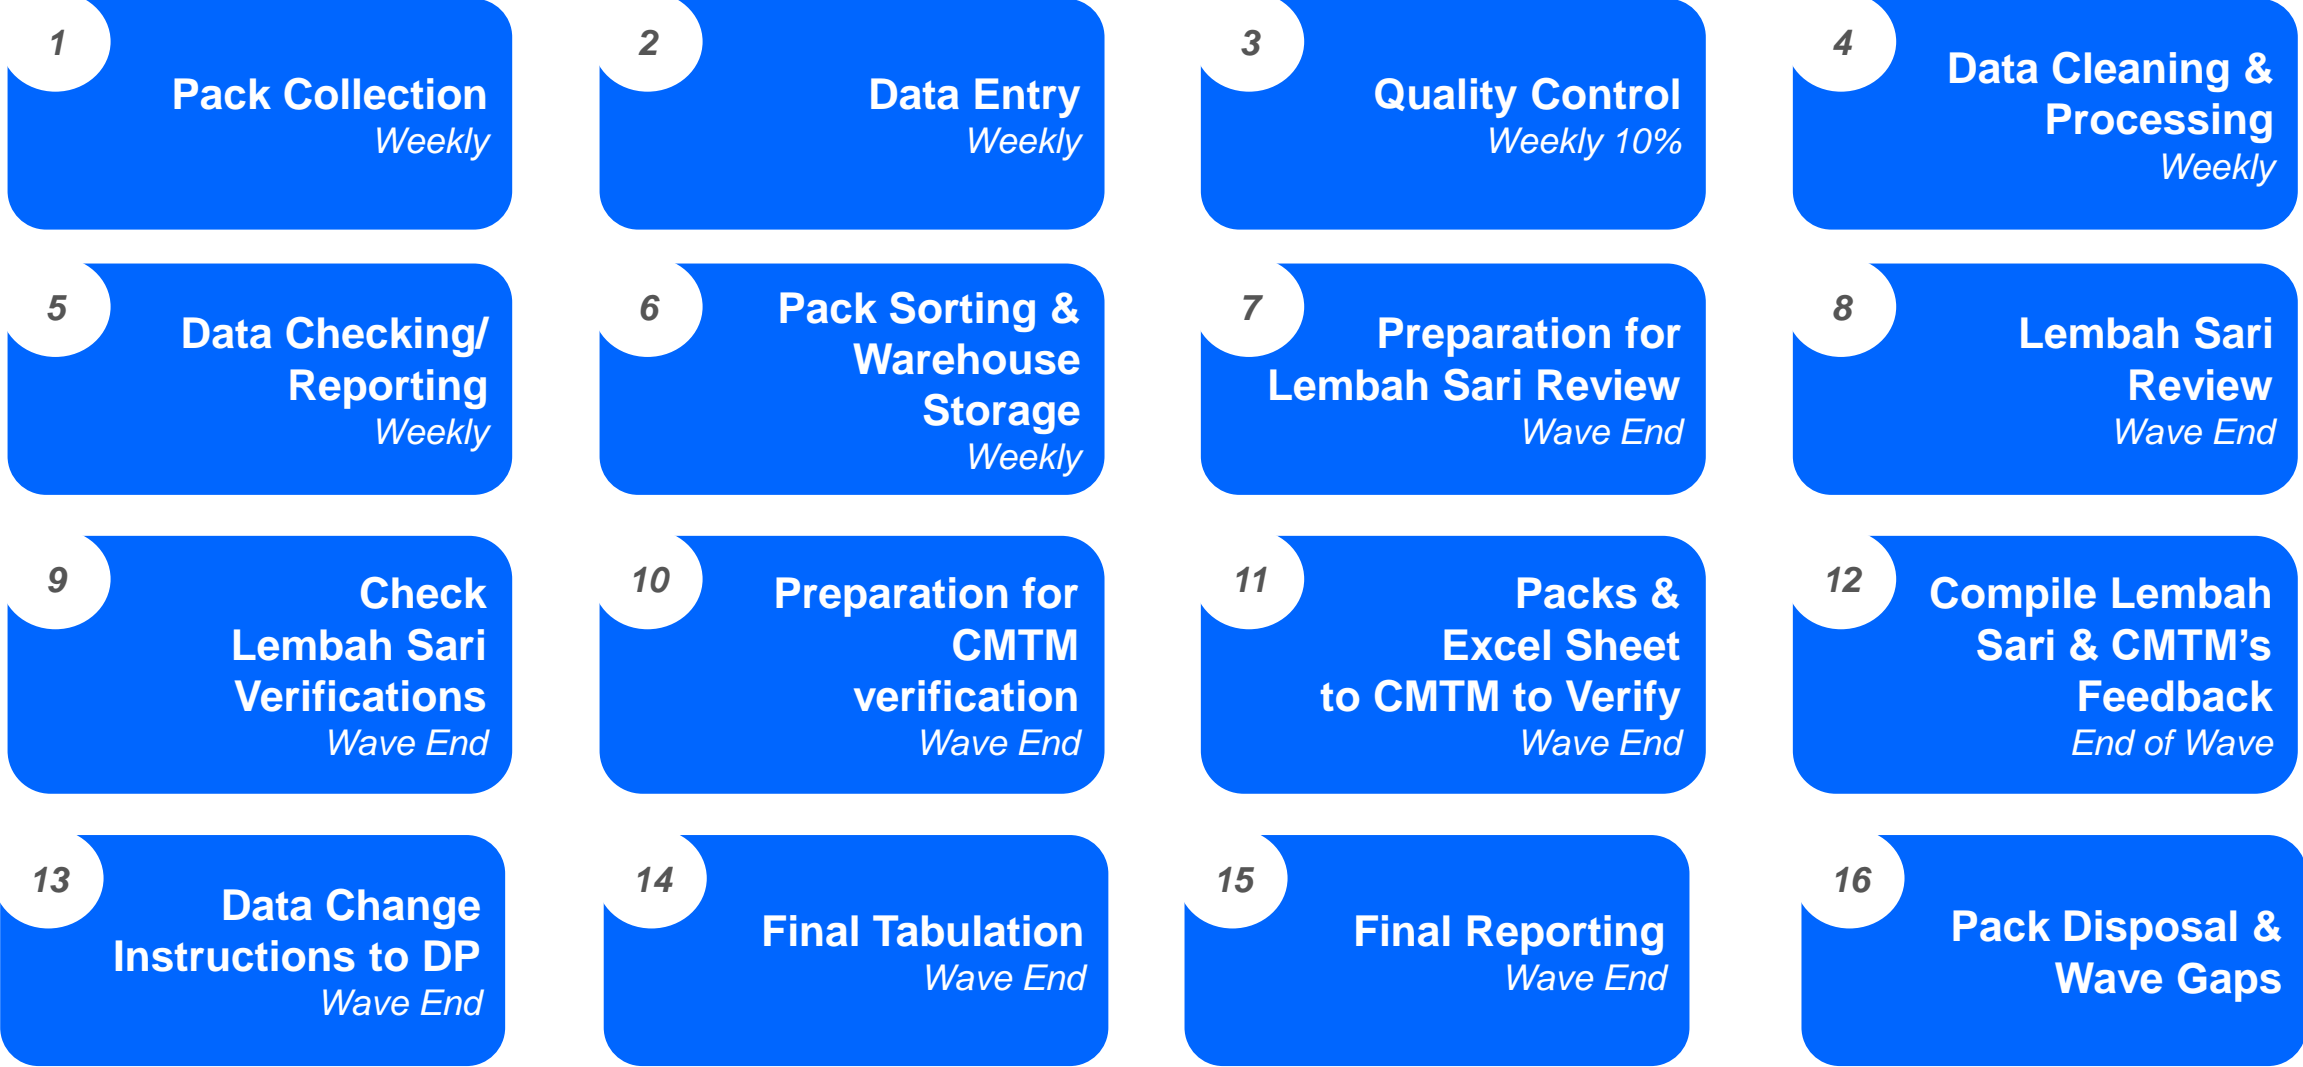 1
Pack Collection
Weekly
2
Data Entry
Weekly
3
Quality Control
Weekly 10%
4
Data Cleaning &
Processing
Weekly
5
Data Checking/
Reporting
Weekly
6
Pack Sorting &
Warehouse
Storage
Weekly
7
Preparation for
Lembah Sari Review
Wave End
8
Lembah Sari
Review
Wave End
9
Check
Lembah Sari
Verifications
Wave End
10
Preparation for
CMTM
verification
Wave End
11
Packs &
Excel Sheet
to CMTM to Verify
Wave End
12
Compile Lembah
Sari & CMTM’s
Feedback
End of Wave
13
Data Change
Instructions to DP
Wave End
14
Final Tabulation
Wave End
15
Final Reporting
Wave End
16
Pack Disposal &
Wave Gaps